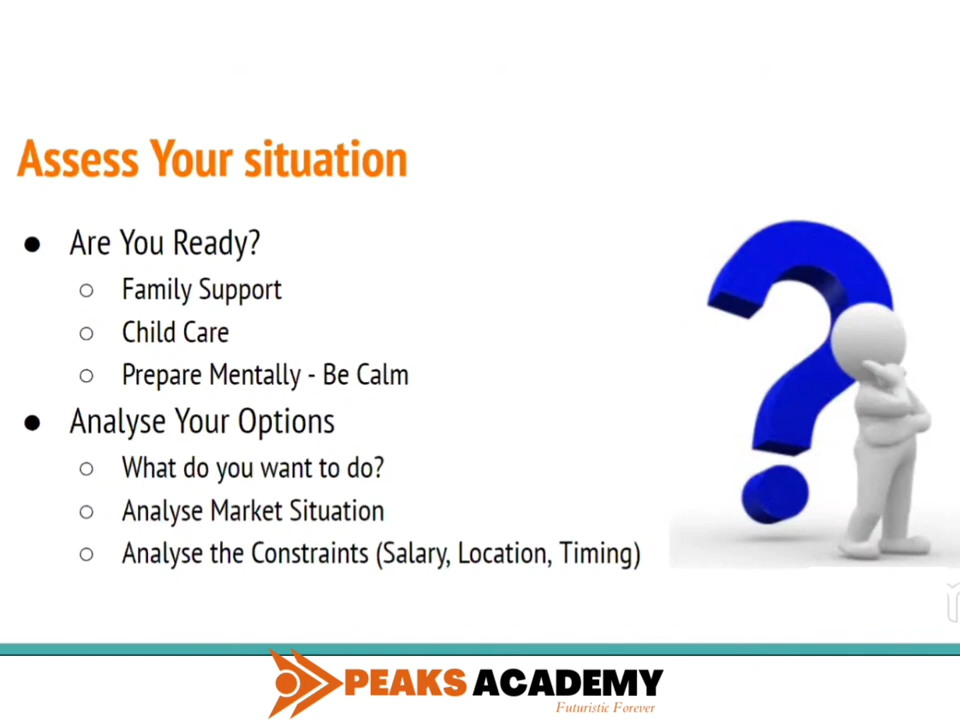 Assess Your situation
● Are You Ready?
○ Family Support
○ Child Care
○ Prepare Mentally - Be Calm
● Analyse Your Options
○ What do you want to do?
○ Analyse Market Situation
○ Analyse the Constraints (Salary, Location, Timing)
PEAKS ACADEMY
Futuristic Forever